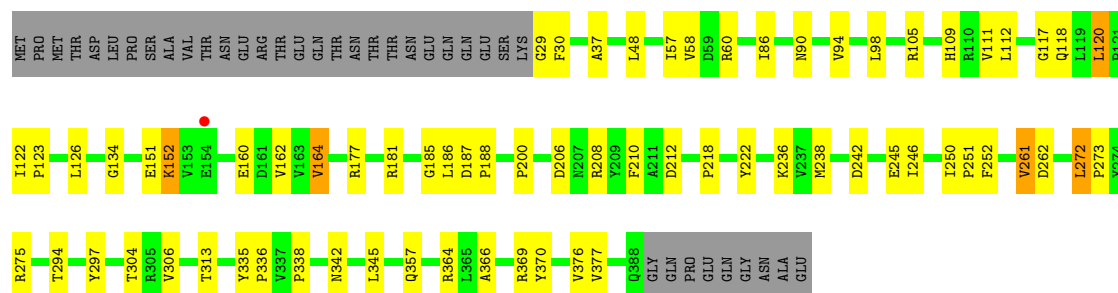 MET PRO MET THR ASP LEU PRO SER ALA VAL THR ASN GLU ARG THR GLU GLN THR ASN THR THR ASN GLU GLN GLN GLU SER LYS G29 F30 A37 L48 I57 V58 D59 R60 I86 N90 V94 L98 R105 H109 R110 V111 L112 G117 Q118 L119 L120
I122 P123 L126 G134 E151 K152 V153 E154 E160 D161 V162 V163 V164 R177 R181 G185 L186 D187 P188 P200 D206 N207 R208 Y209 F210 A211 D212 P218 Y222 K236 V237 M238 D242 E245 I246 I250 P251 F252 V261 D262 L272 P273
R275 T294 Y297 T304 R305 V306 T313 Y335 P336 V337 P338 N342 L345 Q357 R364 L365 A366 R369 Y370 V376 V377 Q388 GLY GLN PRO GLU GLN GLY ASN ALA GLU